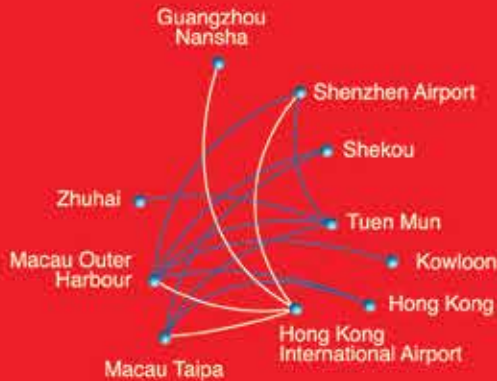 Guangzhou
Nansha
Shenzhen Airport
Shekou
Zhuhai
Tuen Mun
Macau Outer
Harbour
Kowloon
Hong Kong
Hong Kong
International Airport
Macau Taipa